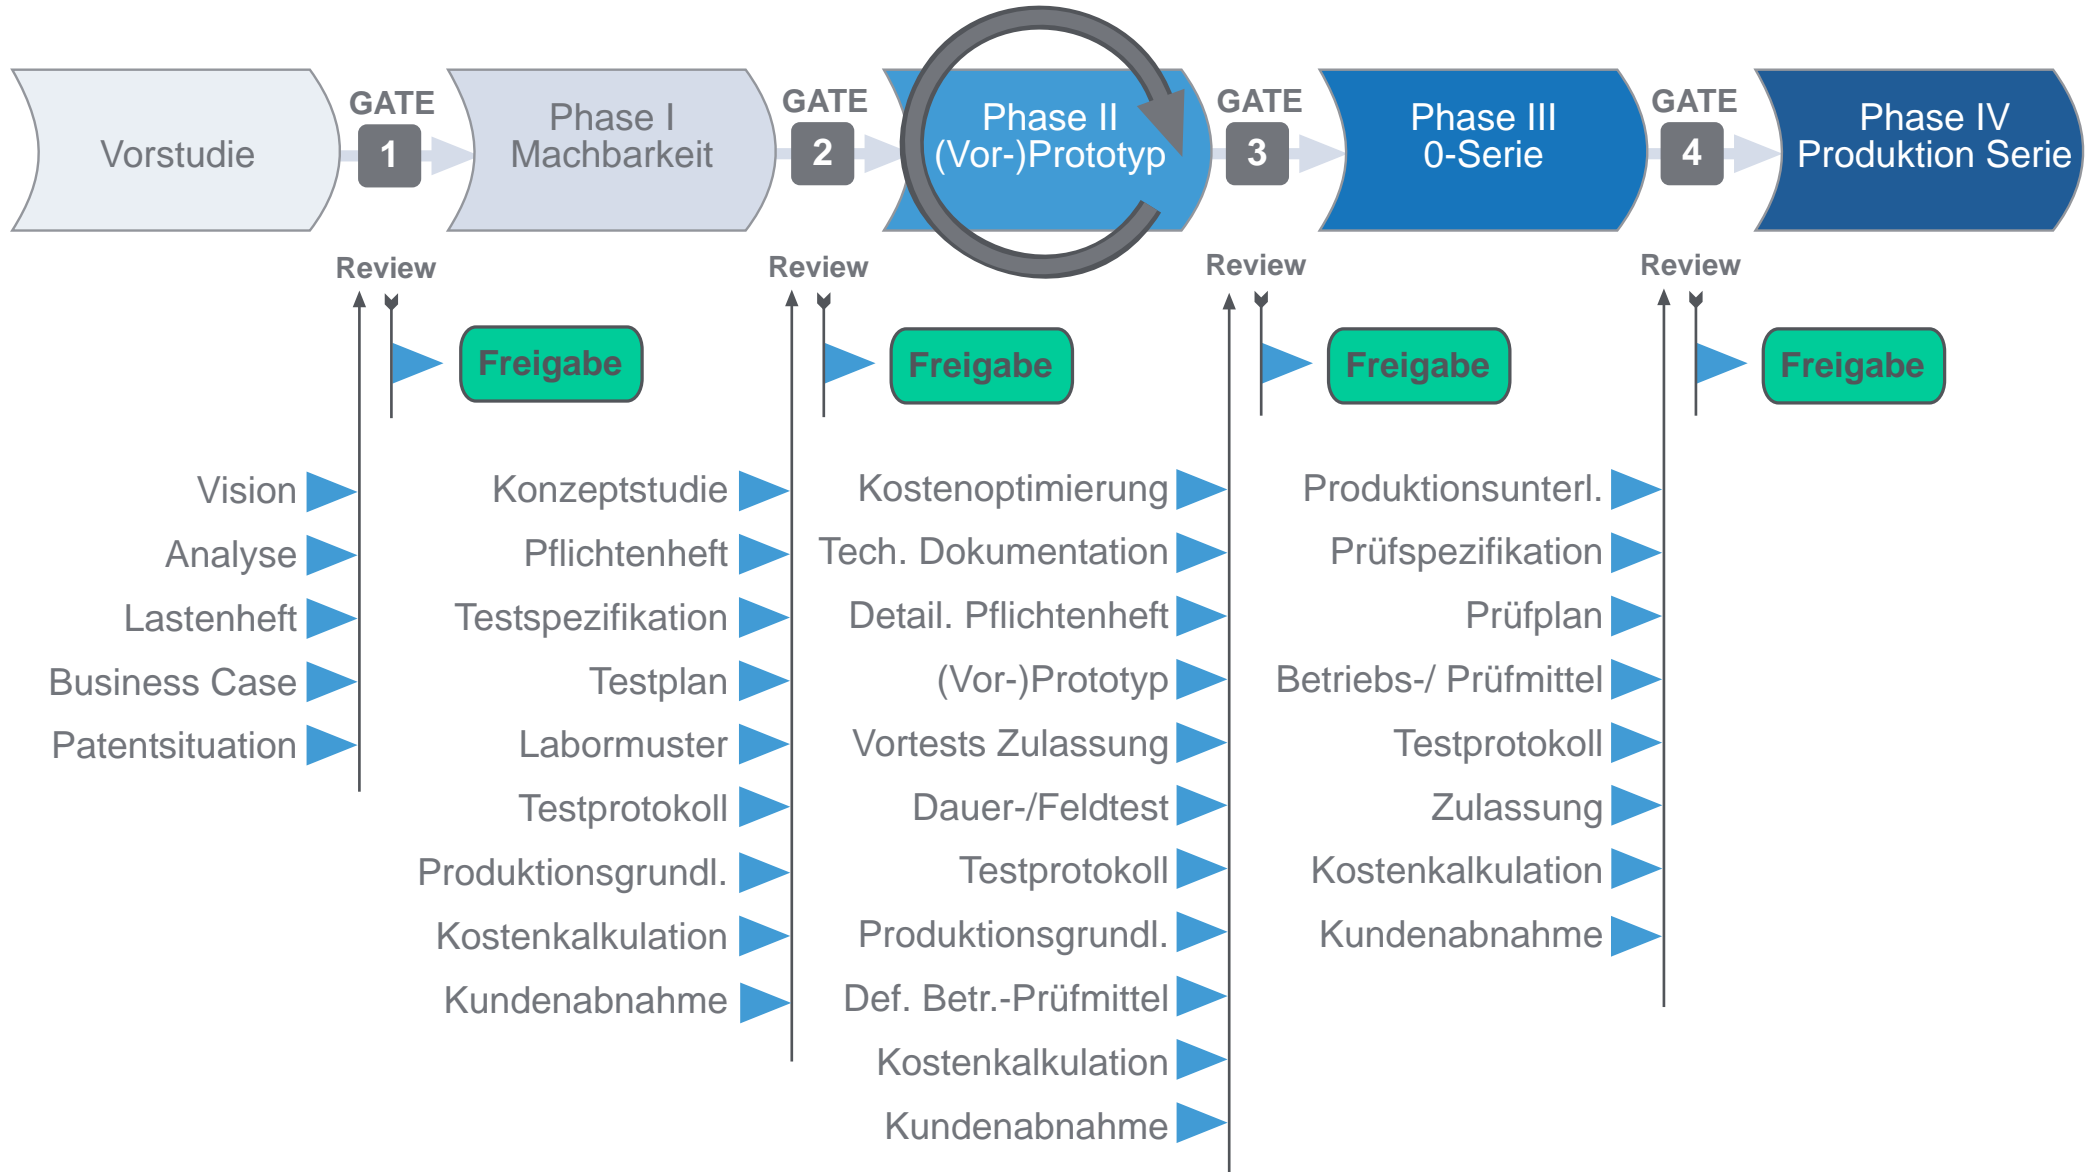 Vorstudie
GATE
1
Phase I
Machbarkeit
GATE
2
Phase II
(Vor-)Prototyp
GATE
3
Phase III
0-Serie
GATE
4
Phase IV
Produktion Serie
Review
Freigabe
Vision
Analyse
Lastenheft
Business Case
Patentsituation
Review
Freigabe
Konzeptstudie
Pflichtenheft
Testspezifikation
Testplan
Labormuster
Testprotokoll
Produktionsgrundl.
Kostenkalkulation
Kundenabnahme
Review
Freigabe
Kostenoptimierung
Tech. Dokumentation
Detail. Pflichtenheft
(Vor-)Prototyp
Vortests Zulassung
Dauer-/Feldtest
Testprotokoll
Produktionsgrundl.
Def. Betr.-Prüfmittel
Kostenkalkulation
Kundenabnahme
Review
Freigabe
Produktionsunterl.
Prüfspezifikation
Prüfplan
Betriebs-/ Prüfmittel
Testprotokoll
Zulassung
Kostenkalkulation
Kundenabnahme